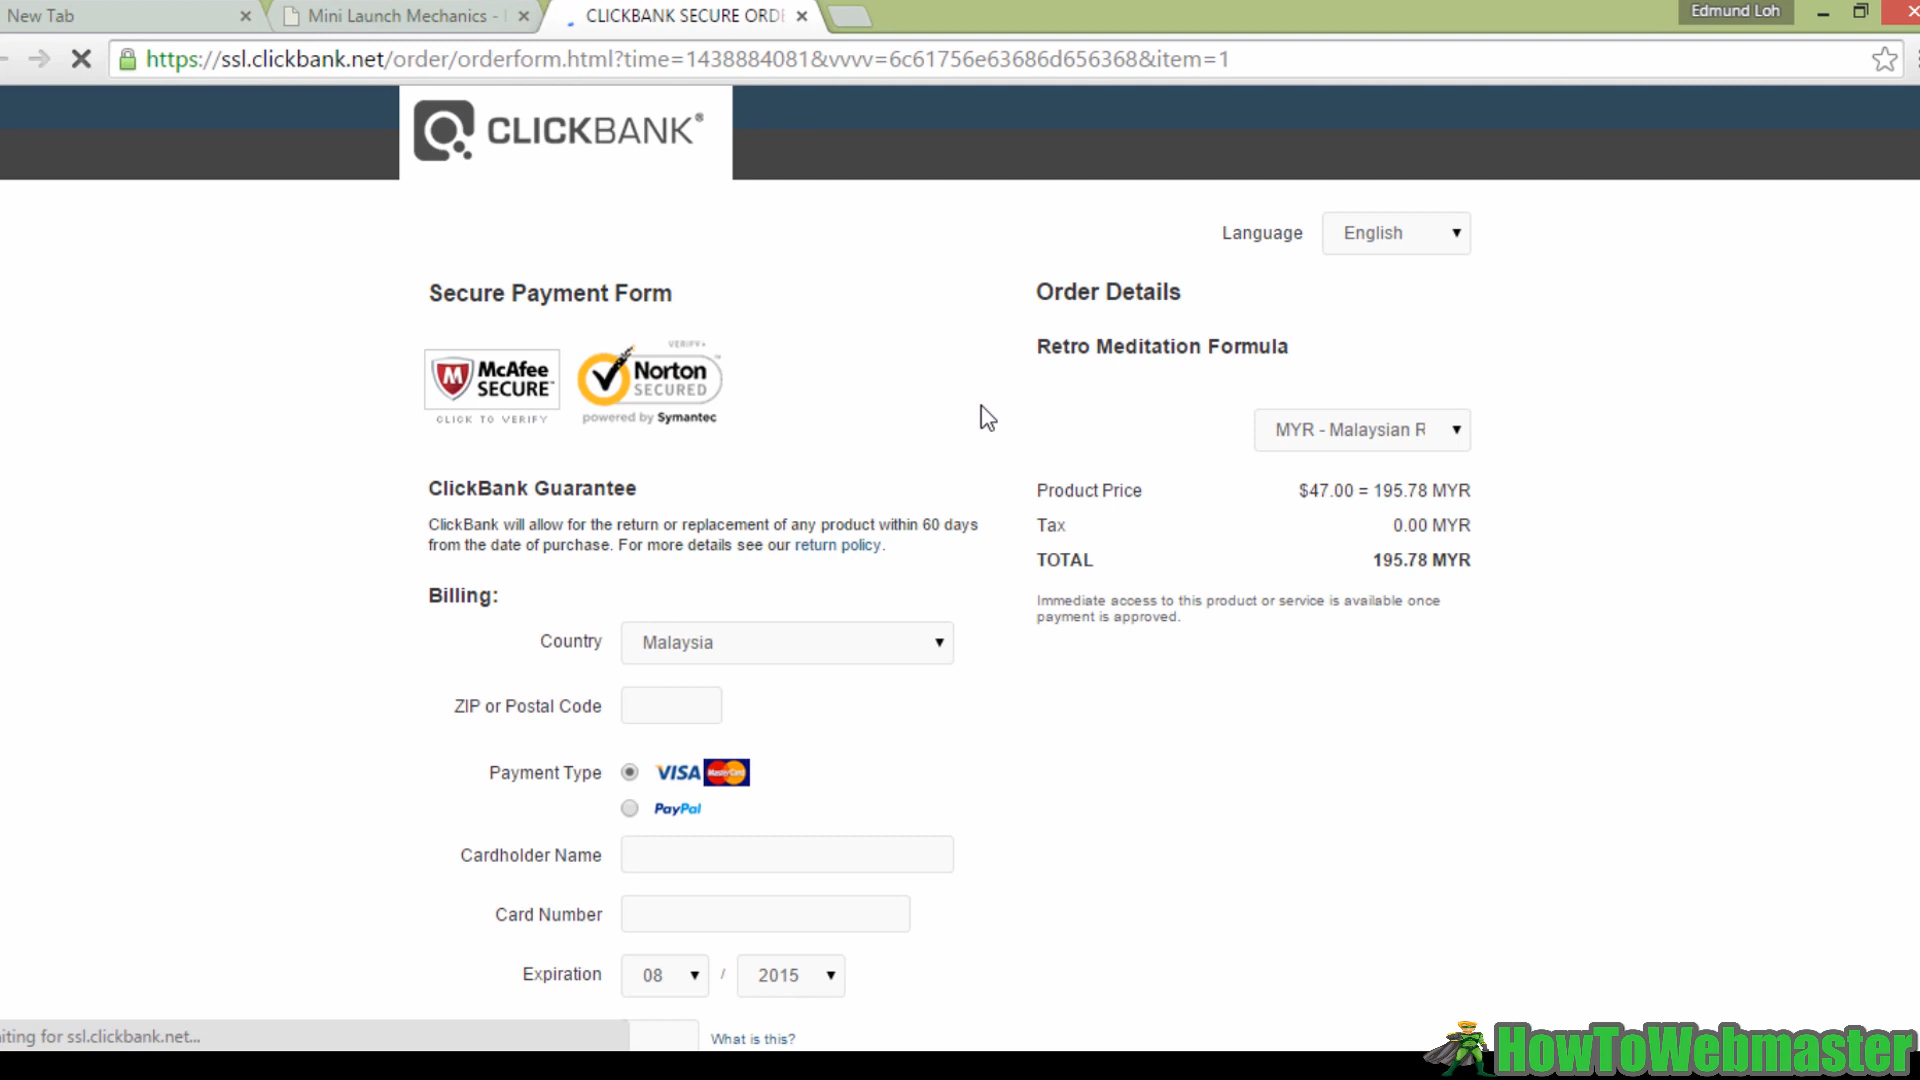 New Tab
Mini Launch Mechanics -
CLICKBANK SECURE ORDE
Edmund Loh
https://ssl.clickbank.net/order/orderform.html?time=1438884081&vvvv=6c61756e63686d656368&item=1
CLICKBANK®
Language English
Secure Payment Form
Order Details
Retro Meditation Formula
McAfee SECURE™
CLICK TO VERIFY
VERIFY+
Norton
SECURED
powered by Symantec
MYR - Malaysian R
ClickBank Guarantee
ClickBank will allow for the return or replacement of any product within 60 days
from the date of purchase. For more details see our return policy.
Product Price $47.00 = 195.78 MYR
Tax 0.00 MYR
TOTAL 195.78 MYR
Immediate access to this product or service is available once
payment is approved.
Billing:
Country Malaysia
ZIP or Postal Code
Payment Type VISA MasterCard
PayPal
Cardholder Name
Card Number
Expiration 08 / 2015
What is this?
iting for ssl.clickbank.net...
HowToWebmaster